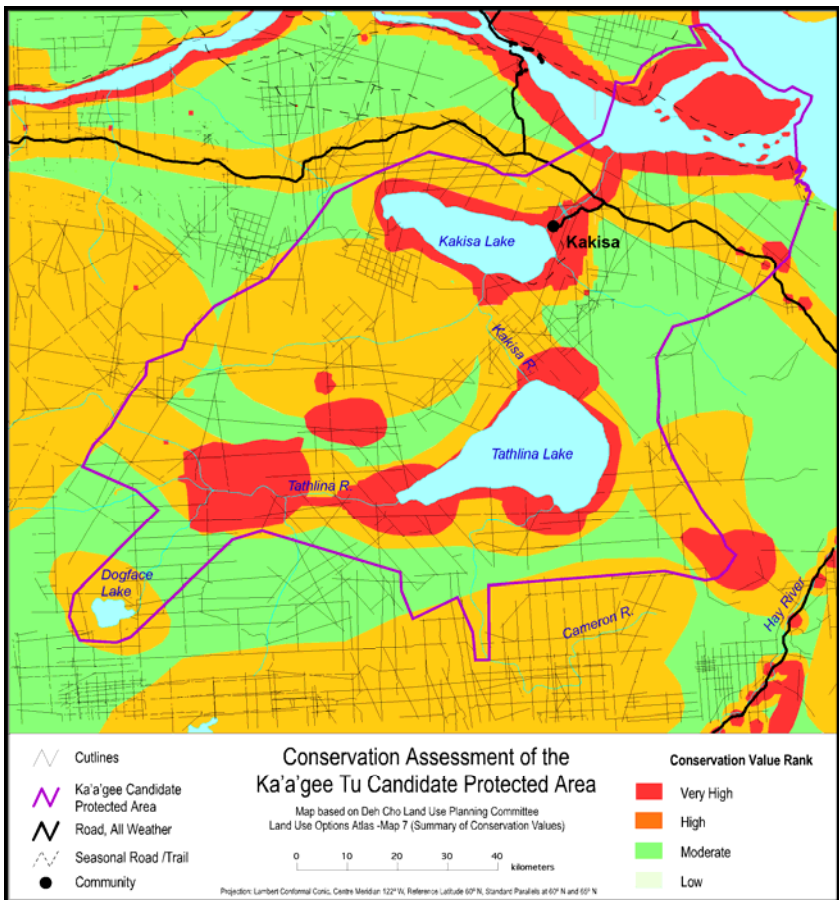 Kakisa Lake
Kakisa
Kakisa R.
Tathlina Lake
Tathlina R.
Dogface
Lake
Cameron R.
Hay River
Cutlines
Ka'a'gee Candidate
Protected Area
Road, All Weather
Seasonal Road /Trail
Community
Conservation Assessment of the
Ka'a'gee Tu Candidate Protected Area
Map based on Deh Cho Land Use Planning Committee
Land Use Options Atlas -Map 7 (Summary of Conservation Values)
0 10 20 30 40
kilometers
Projection: Lambert Conformal Conic, Centre Meridian 122° W, Reference Latitude 60° N, Standard Parallels at 60° N and 65° N
Conservation Value Rank
Very High
High
Moderate
Low